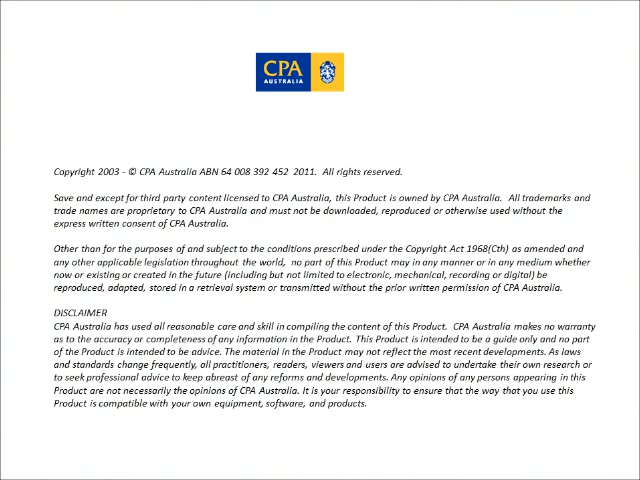 CPA
AUSTRALIA
Copyright 2003 - © CPA Australia ABN 64 008 392 452 2011. All rights reserved.
Save and except for third party content licensed to CPA Australia, this Product is owned by CPA Australia. All trademarks and
trade names are proprietary to CPA Australia and must not be downloaded, reproduced or otherwise used without the
express written consent of CPA Australia.
Other than for the purposes of and subject to the conditions prescribed under the Copyright Act 1968(Cth) as amended and
any other applicable legislation throughout the world, no part of this Product may in any manner or in any medium whether
now or existing or created in the future (including but not limited to electronic, mechanical, recording or digital) be
reproduced, adapted, stored in a retrieval system or transmitted without the prior written permission of CPA Australia.
DISCLAIMER
CPA Australia has used all reasonable care and skill in compiling the content of this Product. CPA Australia makes no warranty
as to the accuracy or completeness of any information in the Product. This Product is intended to be a guide only and no part
of the Product is intended to be advice. The material in the Product may not reflect the most recent developments. As laws
and standards change frequently, all practitioners, readers, viewers and users are advised to undertake their own research or
to seek professional advice to keep abreast of any reforms and developments. Any opinions of any persons appearing in this
Product are not necessarily the opinions of CPA Australia. It is your responsibility to ensure that the way that you use this
Product is compatible with your own equipment, software, and products.